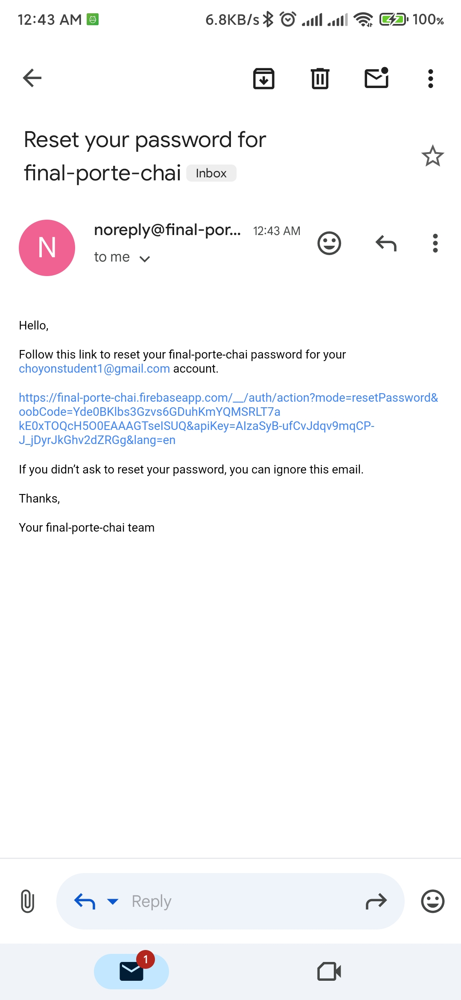 12:43 AM 6.8KB/s 100%
Reset your password for
final-porte-chai Inbox
N
noreply@final-por... 12:43 AM
to me
Hello,
Follow this link to reset your final-porte-chai password for your
choyonstudent1@gmail.com account.
https://final-porte-chai.firebaseapp.com/__/auth/action?mode=resetPassword&
oobCode=Yde0BKlbs3Gzvs6GDuhKmYQMSRLT7a
kE0xTOQcH5O0EAAAGTselSUQ&apiKey=AIzaSyB-ufCvJdqv9mqCP-
J_jDyrJkGhv2dZRGg&lang=en
If you didn’t ask to reset your password, you can ignore this email.
Thanks,
Your final-porte-chai team
Reply
1